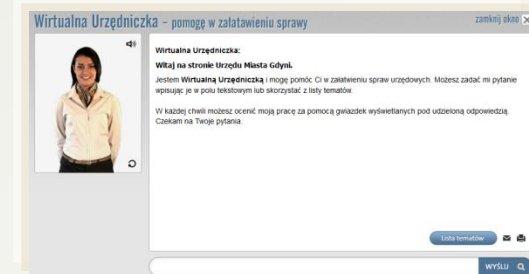 Wirtualna Urzędniczka - pomogę w załatawieniu sprawy
zamknij okno
Wirtualna Urzędniczka:
Witaj na stronie Urzędu Miasta Gdyni.
Jestem Wirtualną Urzędniczką i mogę pomóc Ci w załatwieniu spraw urzędowych. Możesz zadać mi pytanie
wpisując je w polu tekstowym lub skorzystać z listy tematów.
W każdej chwili możesz ocenić moją pracę za pomocą gwiazdek wyświetlanych pod udzieloną odpowiedzią.
Czekam na Twoje pytania.
Lista tematów
WYŚLIJ